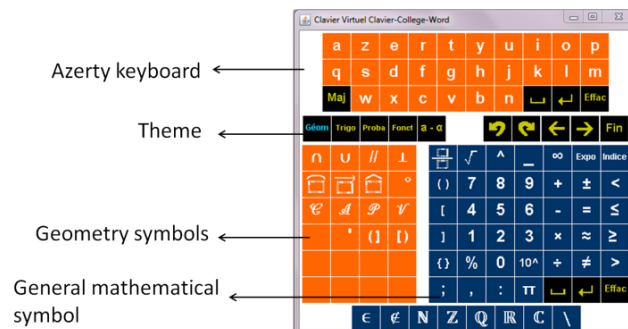 Clavier Virtuel Clavier-College-Word
a z e r t y u i o p
Azerty keyboard
q s d f g h j k l m
Maj w x c v b n ⎵ ↵ Effac
Theme
Géom Trigo Proba Fonct a - α ↶ ↷ ← → Fin
∩ ∪ // ⊥
√ ^ _ ∞ Expo Indice
°
( ) 7 8 9 + ± <
𝒞 𝒜 𝒫 𝒱
[ 4 5 6 - = ≤
Geometry symbols
' ( ] [ )
] 1 2 3 × ≈ ≥
{ } % 0 10^ ÷ ≠ >
General mathematical
symbol
; , : π ⎵ ↵ Effac
∈ ∉ ℕ ℤ ℚ ℝ ℂ \